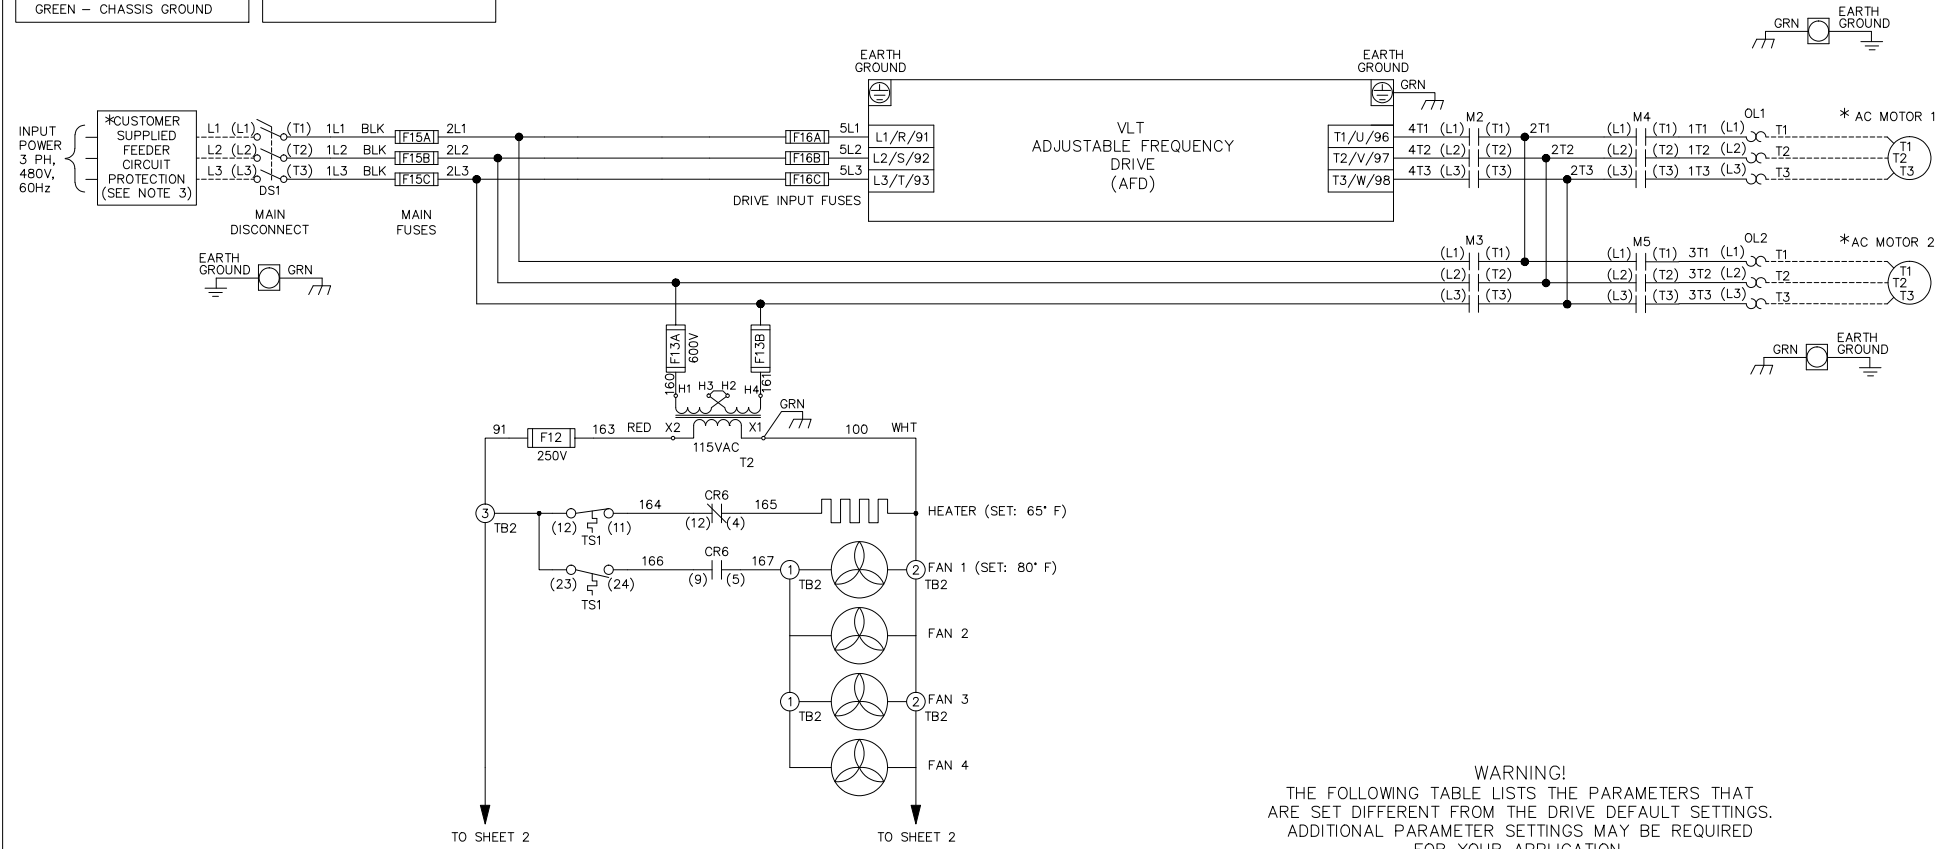 GREEN – CHASSIS GROUND
GRN
EARTH
GROUND
EARTH
GROUND
EARTH
GROUND
GRN
INPUT
POWER
3 PH,
480V,
60Hz
*CUSTOMER
SUPPLIED
FEEDER
CIRCUIT
PROTECTION
(SEE NOTE 3)
L1 (L1) (T1) 1L1 BLK F15A 2L1
L2 (L2) (T2) 1L2 BLK F15B 2L2
L3 (L3) (T3) 1L3 BLK F15C 2L3
DS1
MAIN
DISCONNECT
MAIN
FUSES
F16A 5L1 L1/R/91
F16B 5L2 L2/S/92
F16C 5L3 L3/T/93
DRIVE INPUT FUSES
VLT
ADJUSTABLE FREQUENCY
DRIVE
(AFD)
M2 M4 OL1 * AC MOTOR 1
T1/U/96 4T1 (L1) (T1) 2T1 (L1) (T1) 1T1 (L1) T1
T2/V/97 4T2 (L2) (T2) 2T2 (L2) (T2) 1T2 (L2) T2
T3/W/98 4T3 (L3) (T3) 2T3 (L3) (T3) 1T3 (L3) T3
T1
T2
T3
M3 M5 OL2 *AC MOTOR 2
(L1) (T1) (L1) (T1) 3T1 (L1) T1
(L2) (T2) (L2) (T2) 3T2 (L2) T2
(L3) (T3) (L3) (T3) 3T3 (L3) T3
T1
T2
T3
EARTH
GROUND GRN
GRN
EARTH
GROUND
F13A 600V F13B
160 H1 H3 H2 H4 161
GRN
91 F12 163 RED X2 X1 100 WHT
250V
115VAC
T2
3 TB2
(12) (11) 164 CR6 165 HEATER (SET: 65° F)
TS1
(12) (4)
(23) (24) 166 CR6 167 1 2 FAN 1 (SET: 80° F)
TS1
(9) (5)
TB2 TB2
FAN 2
1 2 FAN 3
TB2 TB2
FAN 4
TO SHEET 2
TO SHEET 2
WARNING!
THE FOLLOWING TABLE LISTS THE PARAMETERS THAT
ARE SET DIFFERENT FROM THE DRIVE DEFAULT SETTINGS.
ADDITIONAL PARAMETER SETTINGS MAY BE REQUIRED
FOR YOUR APPLICATION